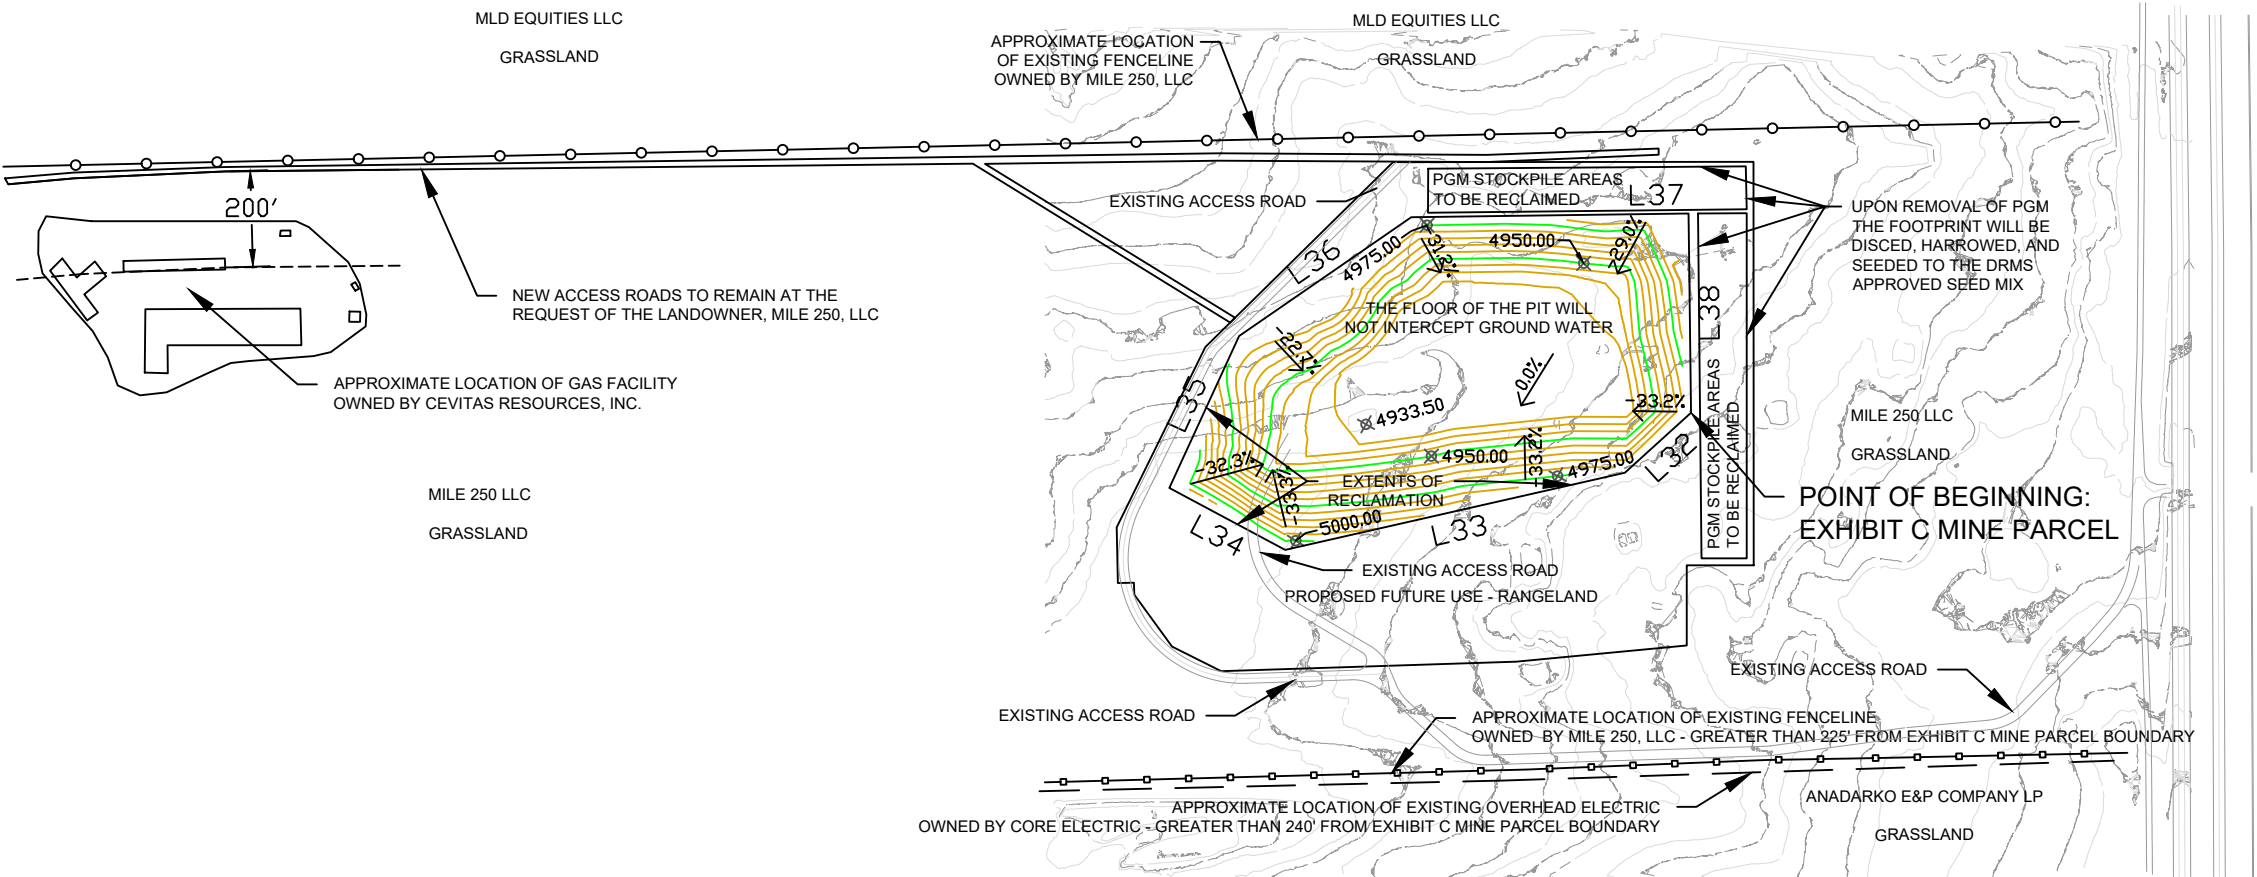 MLD EQUITIES LLC
GRASSLAND
APPROXIMATE LOCATION
OF EXISTING FENCELINE
OWNED BY MILE 250, LLC
MLD EQUITIES LLC
GRASSLAND
EXISTING ACCESS ROAD
PGM STOCKPILE AREAS
TO BE RECLAIMED
L37
UPON REMOVAL OF PGM
THE FOOTPRINT WILL BE
DISCED, HARROWED, AND
SEEDED TO THE DRMS
APPROVED SEED MIX
200'
NEW ACCESS ROADS TO REMAIN AT THE
REQUEST OF THE LANDOWNER, MILE 250, LLC
APPROXIMATE LOCATION OF GAS FACILITY
OWNED BY CEVITAS RESOURCES, INC.
L36
4975.00
-31.2%
4950.00
-29.0%
THE FLOOR OF THE PIT WILL
NOT INTERCEPT GROUND WATER
L38
-22.7%
0.0%
L35
4933.50
-33.2%
PGM STOCKPILE AREAS
TO BE RECLAIMED
MILE 250 LLC
GRASSLAND
-32.3%
-33.3%
4950.00
-33.2%
4975.00
L32
EXTENTS OF
RECLAMATION
5000.00
L34
L33
POINT OF BEGINNING:
EXHIBIT C MINE PARCEL
MILE 250 LLC
GRASSLAND
EXISTING ACCESS ROAD
PROPOSED FUTURE USE - RANGELAND
EXISTING ACCESS ROAD
EXISTING ACCESS ROAD
APPROXIMATE LOCATION OF EXISTING FENCELINE
OWNED BY MILE 250, LLC - GREATER THAN 225' FROM EXHIBIT C MINE PARCEL BOUNDARY
APPROXIMATE LOCATION OF EXISTING OVERHEAD ELECTRIC
OWNED BY CORE ELECTRIC - GREATER THAN 240' FROM EXHIBIT C MINE PARCEL BOUNDARY
ANADARKO E&P COMPANY LP
GRASSLAND